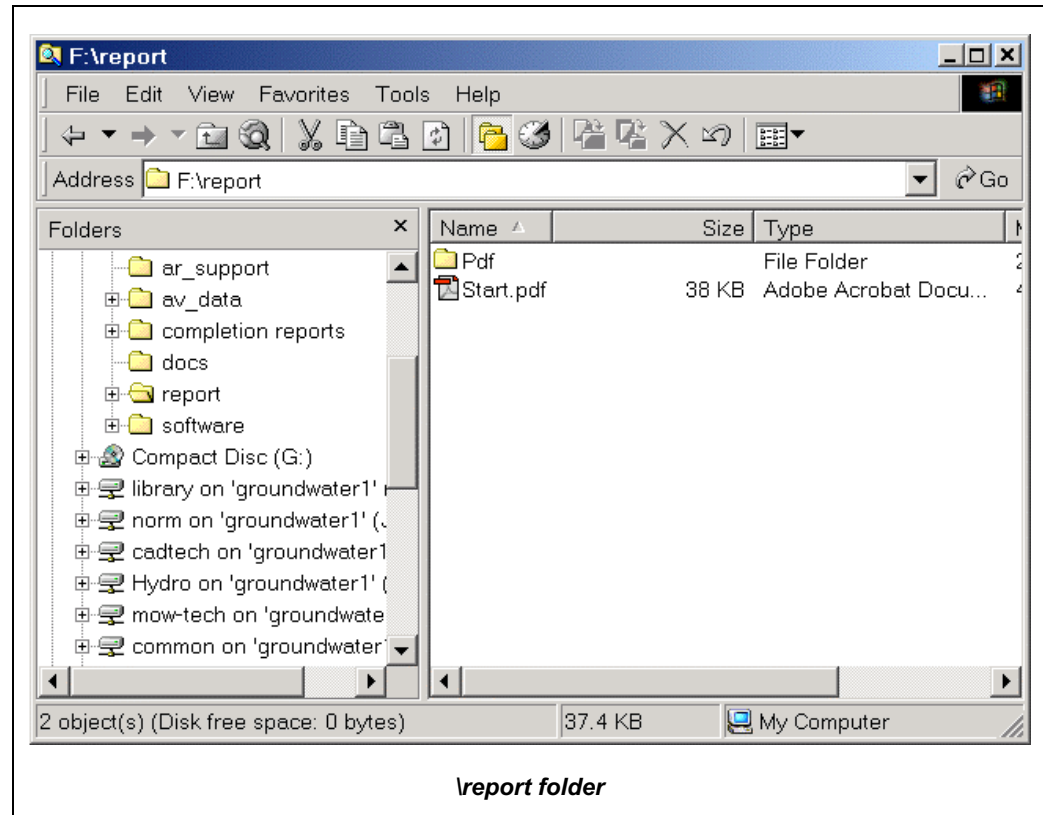 F:\report
File Edit View Favorites Tools Help
Address F:\report Go
Folders
ar_support
av_data
completion reports
docs
report
software
Compact Disc (G:)
library on 'groundwater1'
norm on 'groundwater1'
cadtech on 'groundwater1
Hydro on 'groundwater1' (
mow-tech on 'groundwate
common on 'groundwater
Name Size Type
Pdf File Folder
Start.pdf 38 KB Adobe Acrobat Docu...
2 object(s) (Disk free space: 0 bytes) 37.4 KB My Computer
\report folder